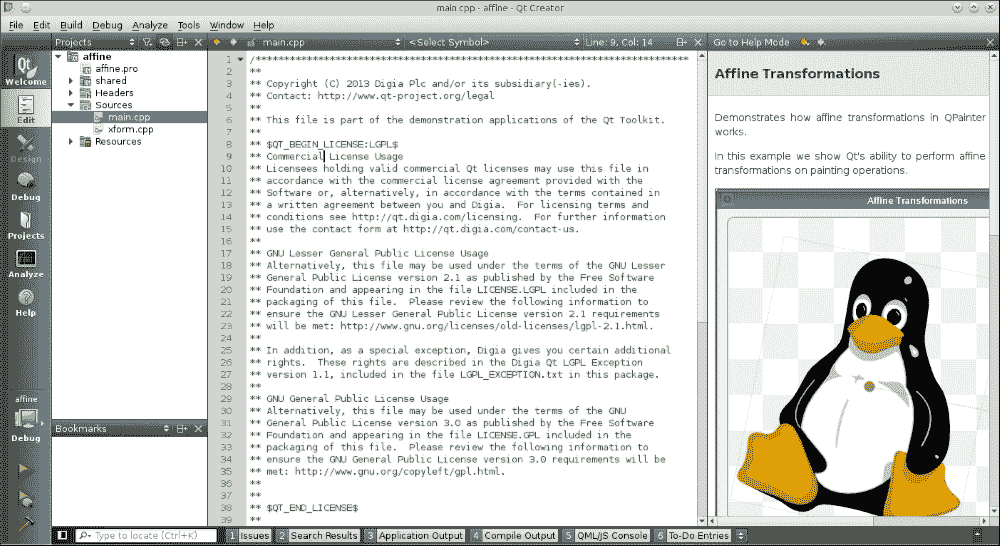 main.cpp - affine - Qt Creator
File Edit Build Debug Analyze Tools Window Help
Projects
main.cpp
<Select Symbol>
Line: 9, Col: 14
Go to Help Mode
Qt
Welcome
Edit
Design
Debug
Projects
Analyze
Help
affine
Debug
affine
affine.pro
shared
Headers
Sources
main.cpp
xform.cpp
Resources
Bookmarks
1 /****************************************************************************
2 **
3 ** Copyright (C) 2013 Digia Plc and/or its subsidiary(-ies).
4 ** Contact: http://www.qt-project.org/legal
5 **
6 ** This file is part of the demonstration applications of the Qt Toolkit.
7 **
8 ** $QT_BEGIN_LICENSE:LGPL$
9 ** Commercial License Usage
10 ** Licensees holding valid commercial Qt licenses may use this file in
11 ** accordance with the commercial license agreement provided with the
12 ** Software or, alternatively, in accordance with the terms contained in
13 ** a written agreement between you and Digia.  For licensing terms and
14 ** conditions see http://qt.digia.com/licensing.  For further information
15 ** use the contact form at http://qt.digia.com/contact-us.
16 **
17 ** GNU Lesser General Public License Usage
18 ** Alternatively, this file may be used under the terms of the GNU Lesser
19 ** General Public License version 2.1 as published by the Free Software
20 ** Foundation and appearing in the file LICENSE.LGPL included in the
21 ** packaging of this file.  Please review the following information to
22 ** ensure the GNU Lesser General Public License version 2.1 requirements
23 ** will be met: http://www.gnu.org/licenses/old-licenses/lgpl-2.1.html.
24 **
25 ** In addition, as a special exception, Digia gives you certain additional
26 ** rights.  These rights are described in the Digia Qt LGPL Exception
27 ** version 1.1, included in the file LGPL_EXCEPTION.txt in this package.
28 **
29 ** GNU General Public License Usage
30 ** Alternatively, this file may be used under the terms of the GNU
31 ** General Public License version 3.0 as published by the Free Software
32 ** Foundation and appearing in the file LICENSE.GPL included in the
33 ** packaging of this file.  Please review the following information to
34 ** ensure the GNU General Public License version 3.0 requirements will be
35 ** met: http://www.gnu.org/copyleft/gpl.html.
36 **
37 **
38 ** $QT_END_LICENSE$
39 **
Affine Transformations
Demonstrates how affine transformations in QPainter
works.
In this example we show Qt's ability to perform affine
transformations on painting operations.
Affine Transformations
Type to locate (Ctrl+K)
1 Issues
2 Search Results
3 Application Output
4 Compile Output
5 QML/JS Console
6 To-Do Entries